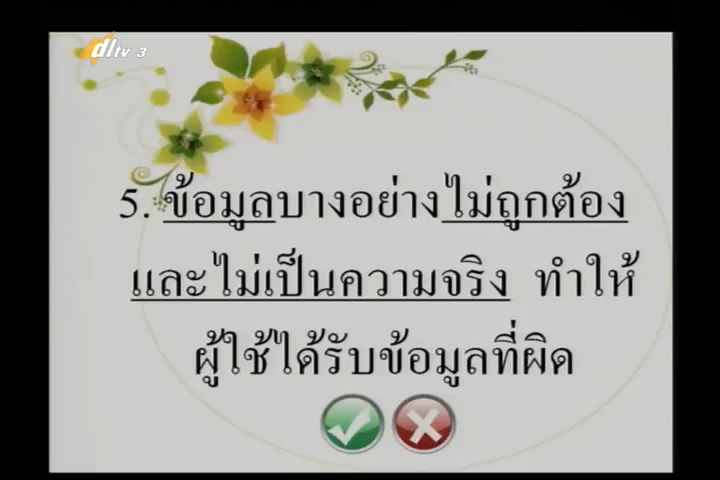 dltv 3
5. ข้อมูลบางอย่างไม่ถูกต้อง
และไม่เป็นความจริง ทำให้
ผู้ใช้ได้รับข้อมูลที่ผิด